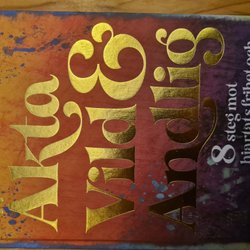 Äkta
Vild &
Andlig
8 steg mot
hjärtats frihet och